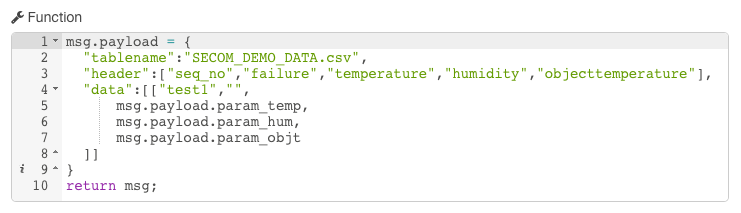 Function
1 msg.payload = {
2 "tablename":"SECOM_DEMO_DATA.csv",
3 "header":["seq_no","failure","temperature","humidity","objecttemperature"],
4 "data":[["test1","",
5 msg.payload.param_temp,
6 msg.payload.param_hum,
7 msg.payload.param_objt
8 ]]
i 9 }
10 return msg;